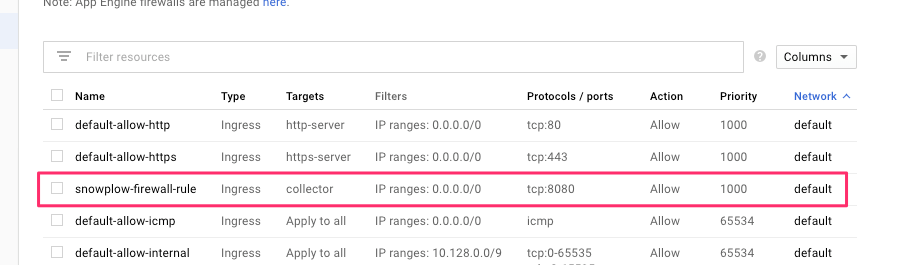 Note: App Engine firewalls are managed here.
Filter resources
Columns
Name Type Targets Filters Protocols / ports Action Priority Network
default-allow-http Ingress http-server IP ranges: 0.0.0.0/0 tcp:80 Allow 1000 default
default-allow-https Ingress https-server IP ranges: 0.0.0.0/0 tcp:443 Allow 1000 default
snowplow-firewall-rule Ingress collector IP ranges: 0.0.0.0/0 tcp:8080 Allow 1000 default
default-allow-icmp Ingress Apply to all IP ranges: 0.0.0.0/0 icmp Allow 65534 default
default-allow-internal Ingress Apply to all IP ranges: 10.128.0.0/9 tcp:0-65535 Allow 65534 default